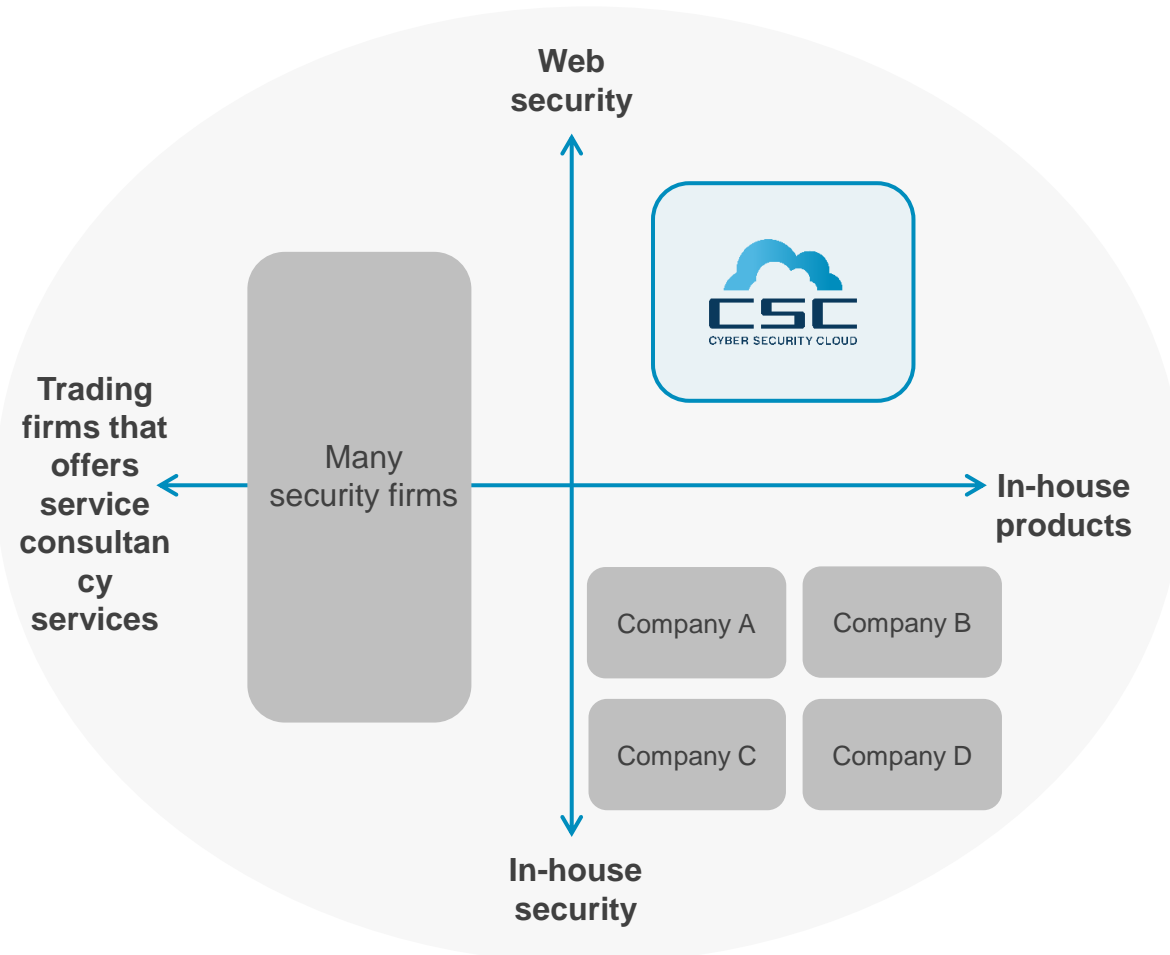 Web
security
CSC
CYBER SECURITY CLOUD
Trading
firms that
offers
service
consultan
cy
services
Many
security firms
In-house
products
Company A
Company B
Company C
Company D
In-house
security